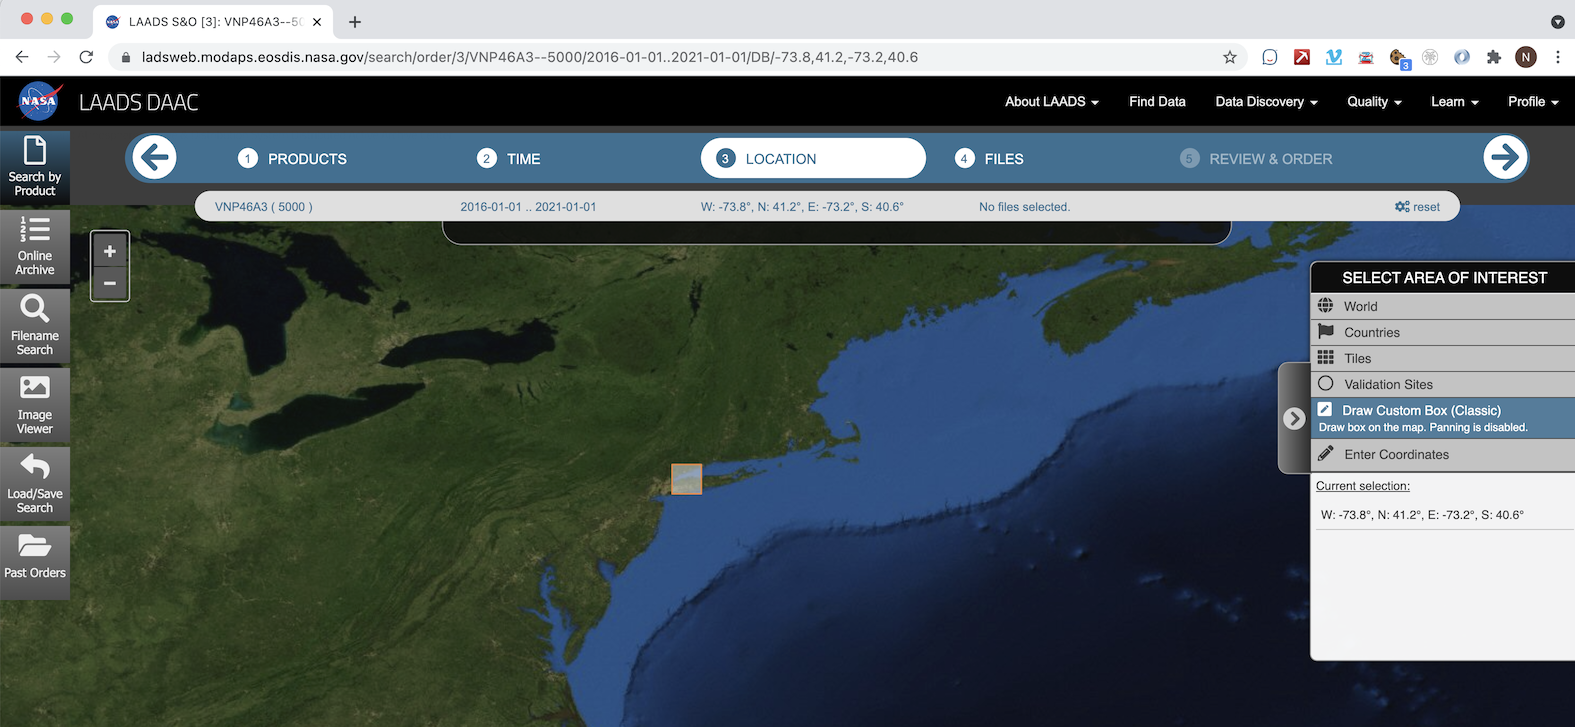 LAADS S&O [3]: VNP46A3--50
ladsweb.modaps.eosdis.nasa.gov/search/order/3/VNP46A3--5000/2016-01-01..2021-01-01/DB/-73.8,41.2,-73.2,40.6
3
N
NASA
LAADS DAAC
About LAADS
Find Data
Data Discovery
Quality
Learn
Profile
Search by
Product
1 PRODUCTS
2 TIME
3 LOCATION
4 FILES
5 REVIEW & ORDER
VNP46A3 ( 5000 )
2016-01-01 .. 2021-01-01
W: -73.8°, N: 41.2°, E: -73.2°, S: 40.6°
No files selected.
reset
1
2
3
Online
Archive
Filename
Search
Image
Viewer
Load/Save
Search
Past Orders
+
−
SELECT AREA OF INTEREST
World
Countries
Tiles
Validation Sites
Draw Custom Box (Classic)
Draw box on the map. Panning is disabled.
Enter Coordinates
Current selection:
W: -73.8°, N: 41.2°, E: -73.2°, S: 40.6°